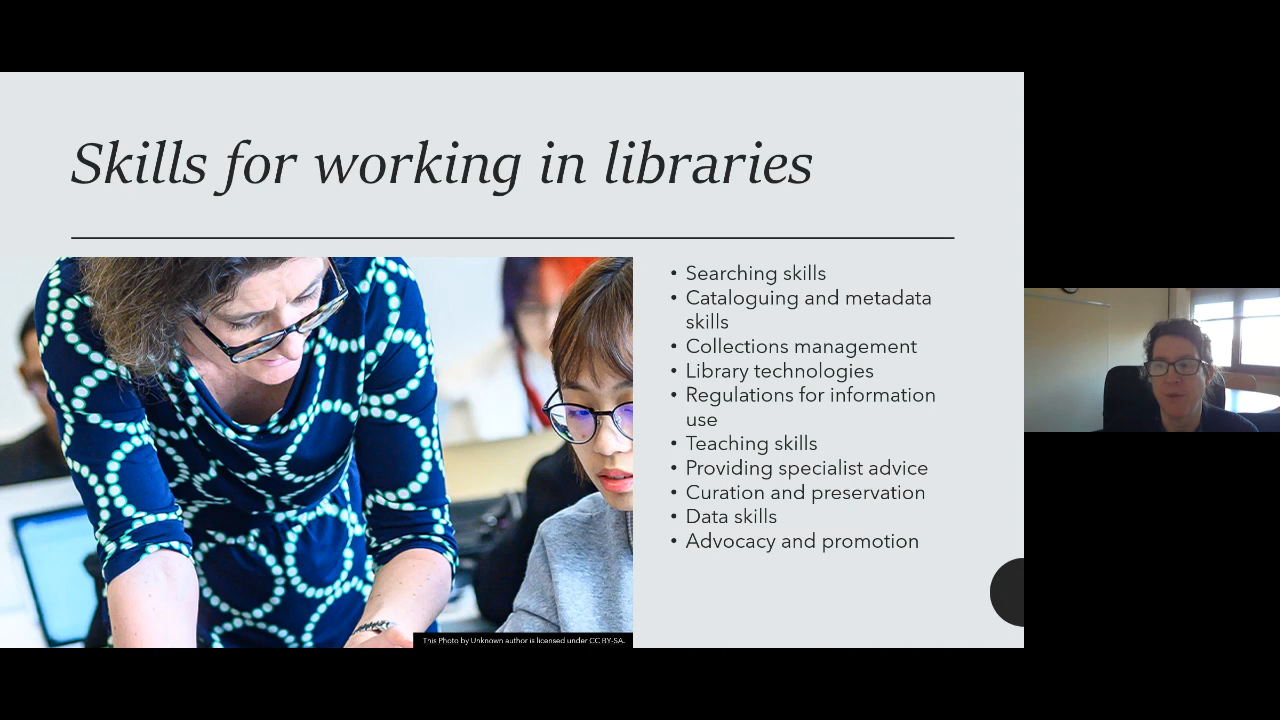 Skills for working in libraries
• Searching skills
• Cataloguing and metadata
skills
• Collections management
• Library technologies
• Regulations for information
use
• Teaching skills
• Providing specialist advice
• Curation and preservation
• Data skills
• Advocacy and promotion
This Photo by Unknown author is licensed under CC BY-SA.